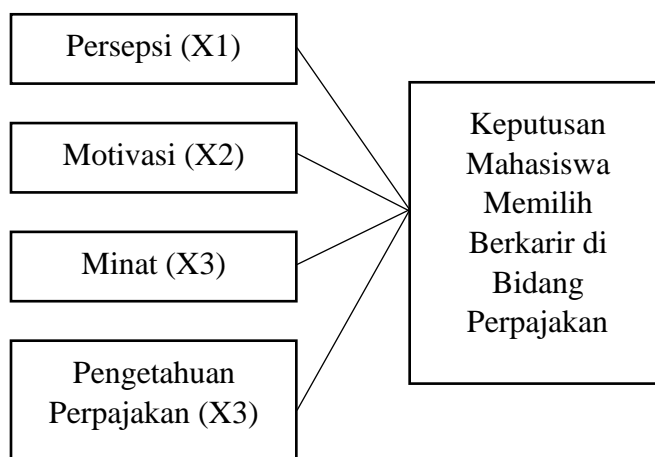 Persepsi (X1)
Motivasi (X2)
Minat (X3)
Pengetahuan
Perpajakan (X3)
Keputusan
Mahasiswa
Memilih
Berkarir di
Bidang
Perpajakan